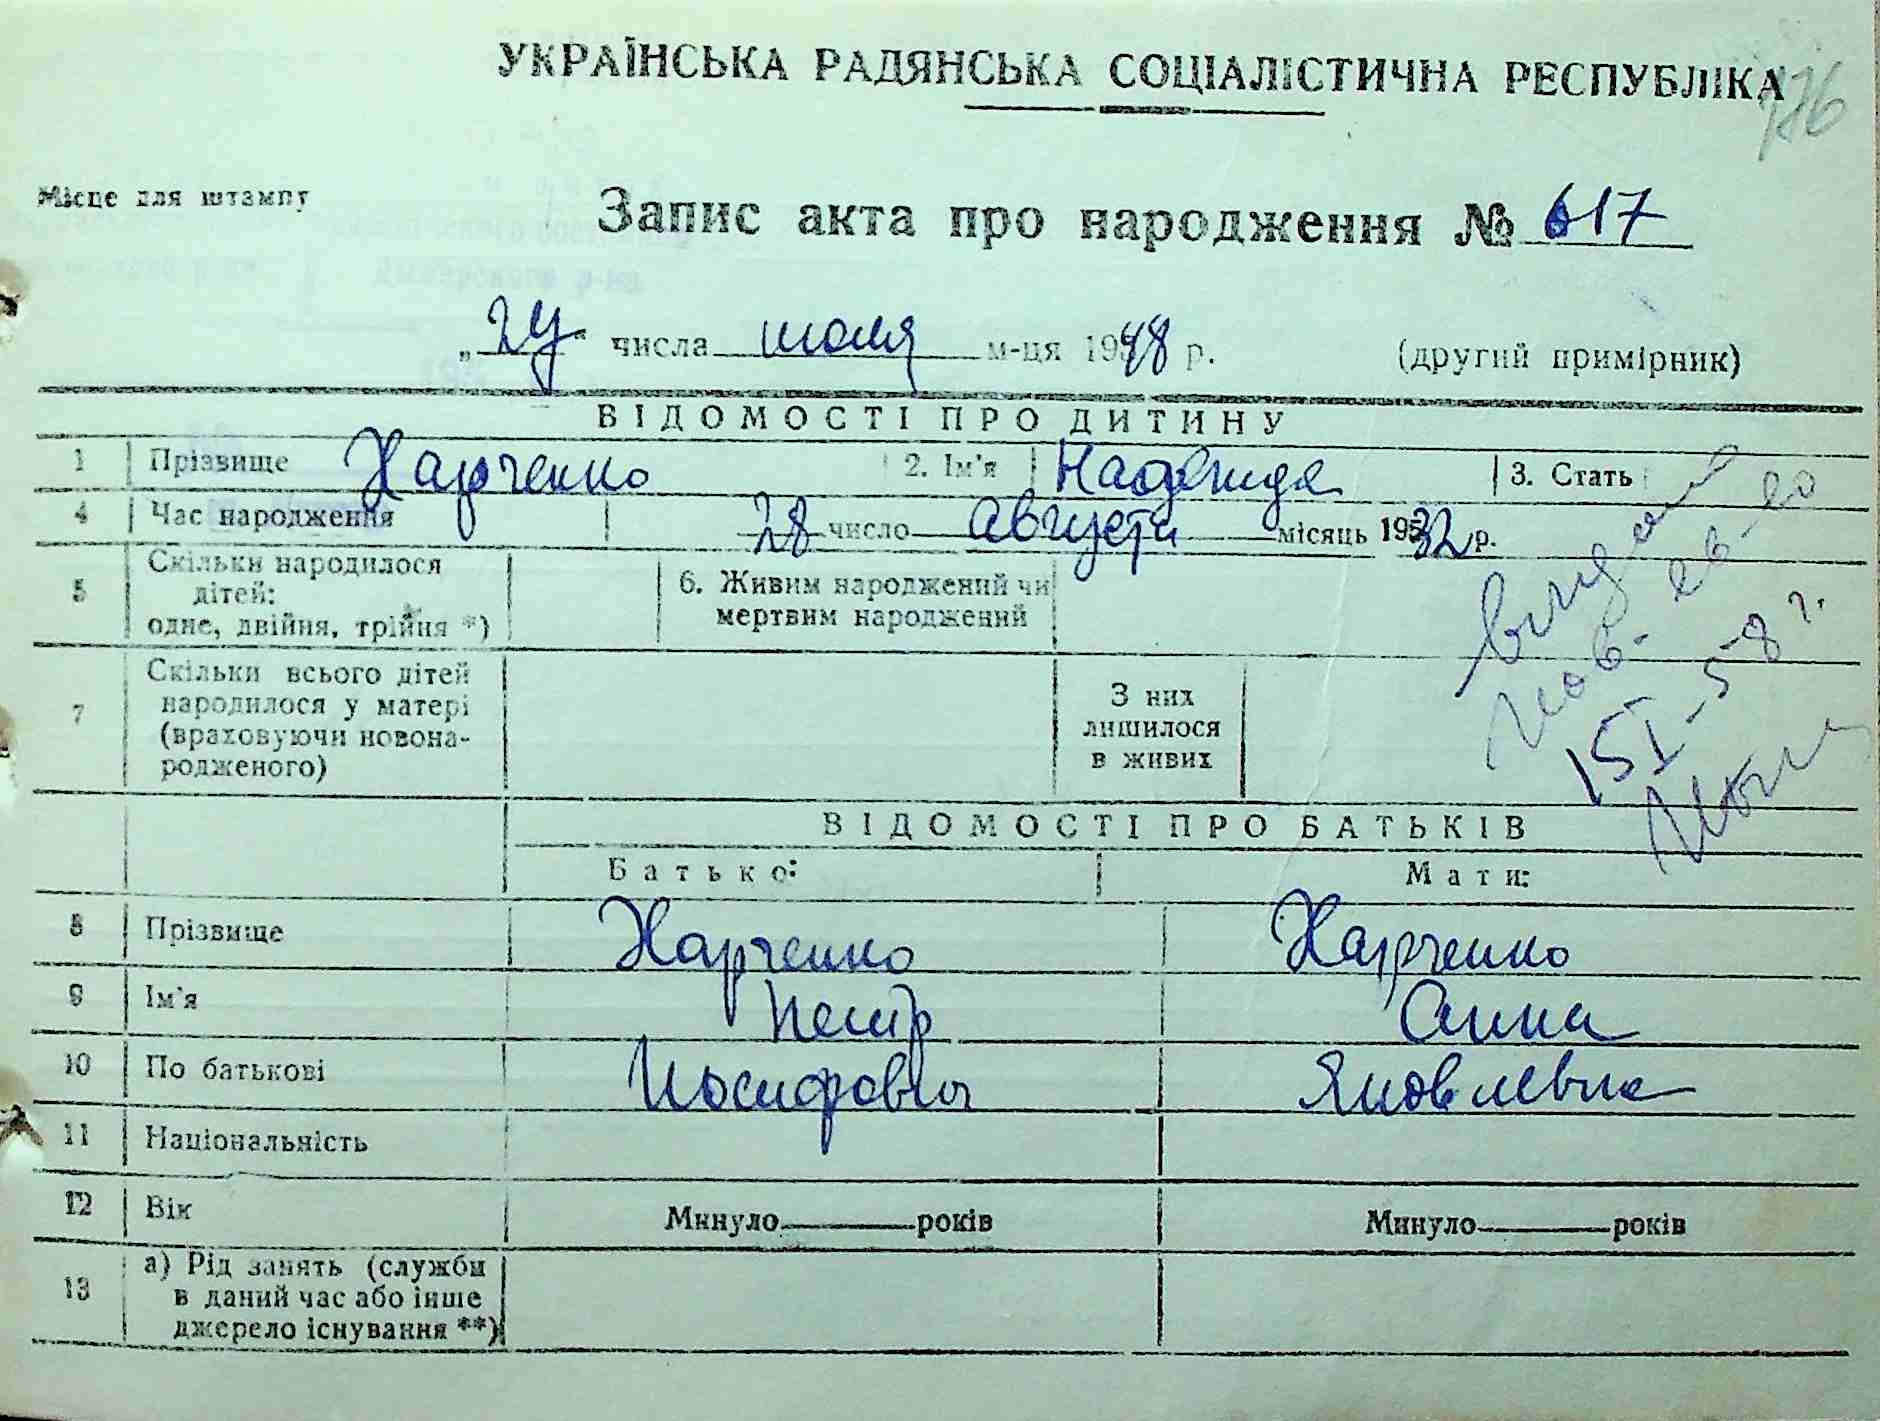 УКРАЇНСЬКА РАДЯНСЬКА СОЦІАЛІСТИЧНА РЕСПУБЛІКА
176
Місце для штампу
Запис акта про народження № 617
„24“ числа июля м-ця 1948 р. (другий примірник)
ВІДОМОСТІ ПРО ДИТИНУ
1 Прізвище Харченко 2. Ім'я Надежда 3. Стать
4 Час народження 28 число Августа місяць 1932 р.
5 Скільки народилося дітей: одне, двійня, трійня *) 6. Живим народжений чи мертвим народжений
7 Скільки всього дітей народилося у матері (враховуючи новонародженого) З них лишилося в живих
15 I-58 г.
ВІДОМОСТІ ПРО БАТЬКІВ
Батько: Мати:
8 Прізвище Харченко Харченко
9 Ім'я Петр Анна
10 По батькові Иосифович Яковлевна
11 Національність
12 Вік Минуло років Минуло років
13 а) Рід занять (служби в даний час або інше джерело існування **)